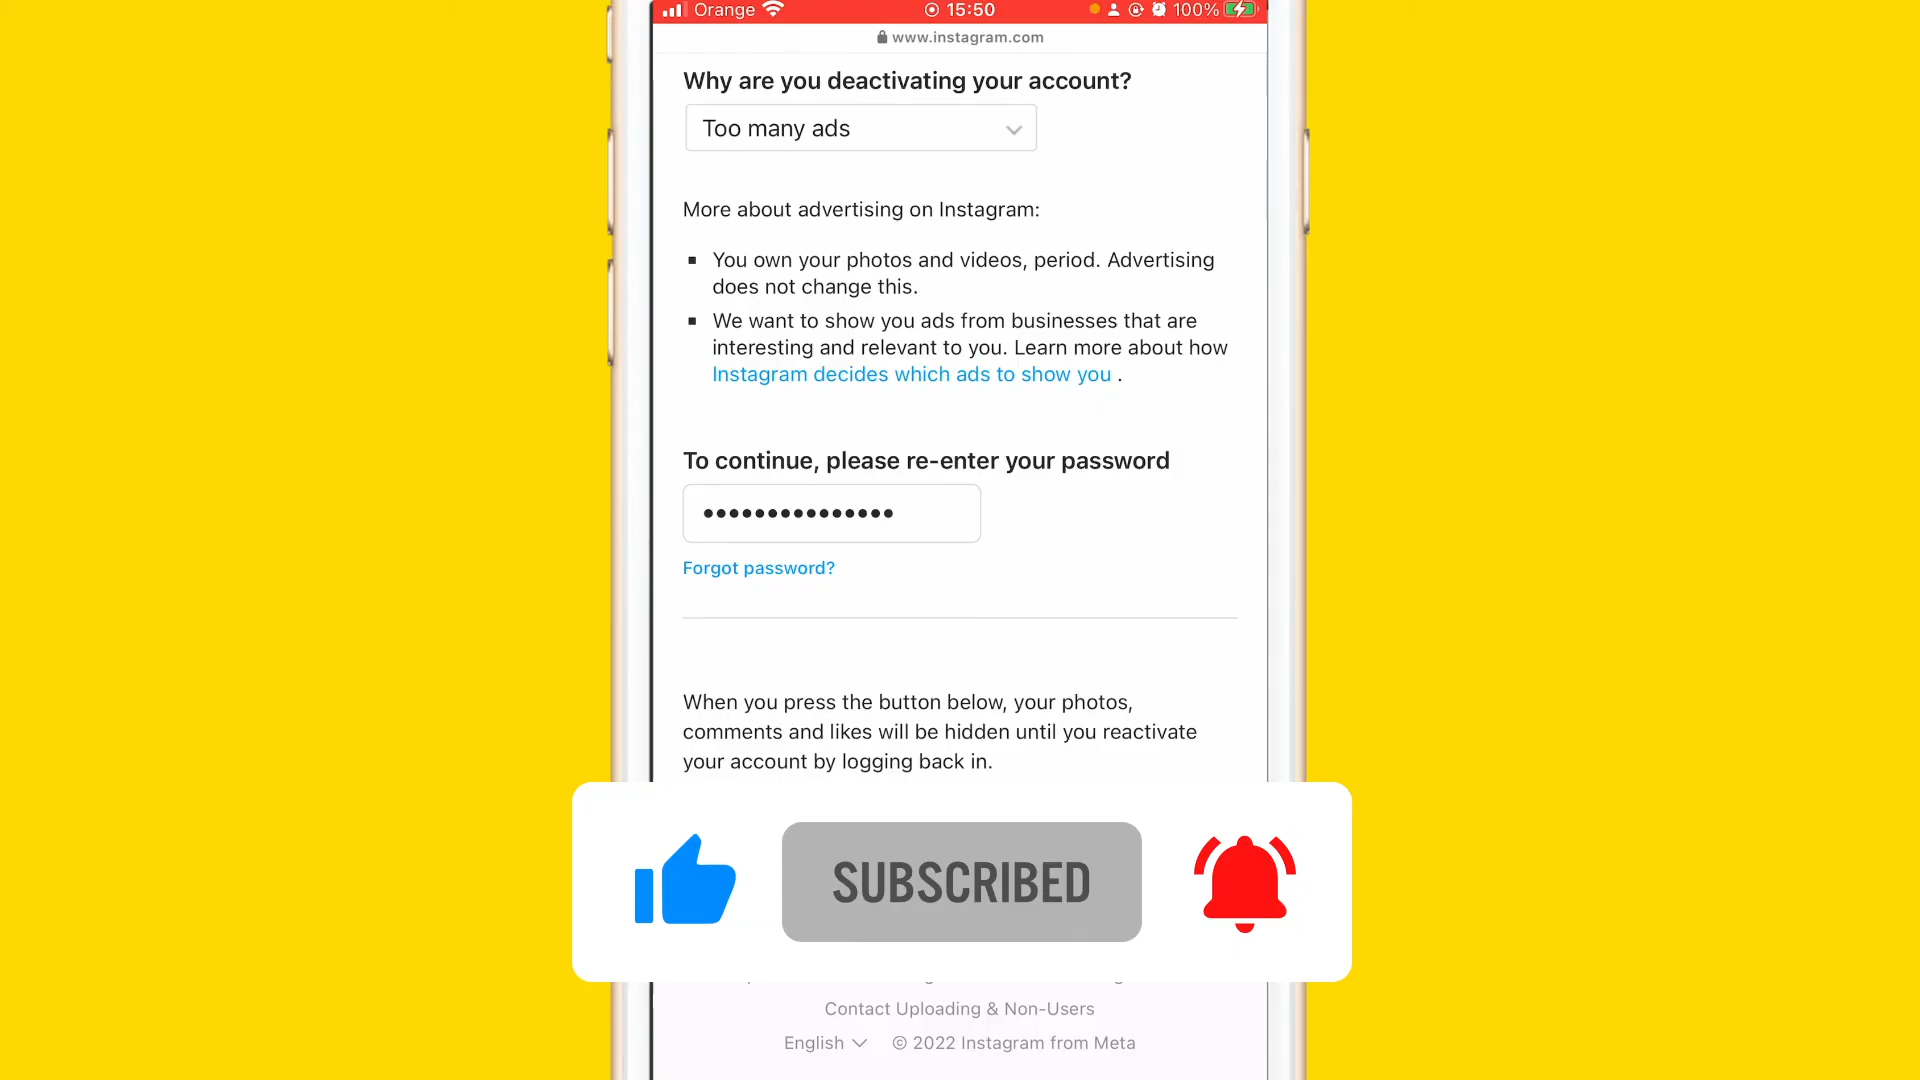 Orange 15:50 100%
www.instagram.com
Why are you deactivating your account?
Too many ads
More about advertising on Instagram:
You own your photos and videos, period. Advertising
does not change this.
We want to show you ads from businesses that are
interesting and relevant to you. Learn more about how
Instagram decides which ads to show you .
To continue, please re-enter your password
Forgot password?
When you press the button below, your photos,
comments and likes will be hidden until you reactivate
your account by logging back in.
SUBSCRIBED
Contact Uploading & Non-Users
English © 2022 Instagram from Meta